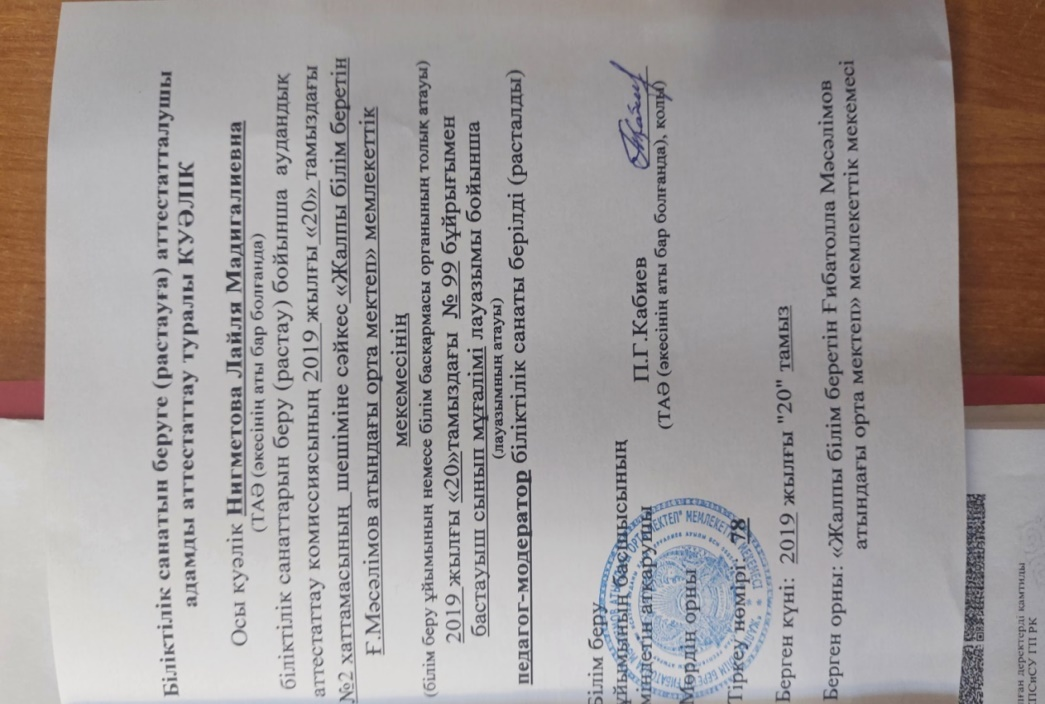 Біліктілік санатын беруге (растауға) аттестатталушы
адамды аттестаттау туралы КУӘЛІК
Осы куәлік Нигметова Лайля Мадигалиевна
(ТАӘ (әкесінің аты бар болғанда)
біліктілік санаттарын беру (растау) бойынша аудандық
аттестаттау комиссиясының 2019 жылғы «20» тамыздағы
№2 хаттамасының шешіміне сәйкес «Жалпы білім беретін
Ғ.Мәсәлімов атындағы орта мектеп» мемлекеттік
мекемесінің
(білім беру ұйымының немесе білім басқармасы органының толық атауы)
2019 жылғы «20»тамыздағы № 99 бұйрығымен
бастауыш сынып мұғалімі лауазымы бойынша
(лауазымның атауы)
педагог-модератор біліктілік санаты берілді (расталды)
Білім беру
ұйымының басшысының
міндетін атқарушы П.Г.Кабиев
(ТАӘ (әкесінің аты бар болғанда), қолы)
Мөрдің орны
Тіркеу нөмірі: 78
Берген күні: 2019 жылғы "20" тамыз
Берген орны: «Жалпы білім беретін Ғибатолла Мәсәлімов
атындағы орта мектеп» мемлекеттік мекемесі
деректерді қамтиды
ГП РК